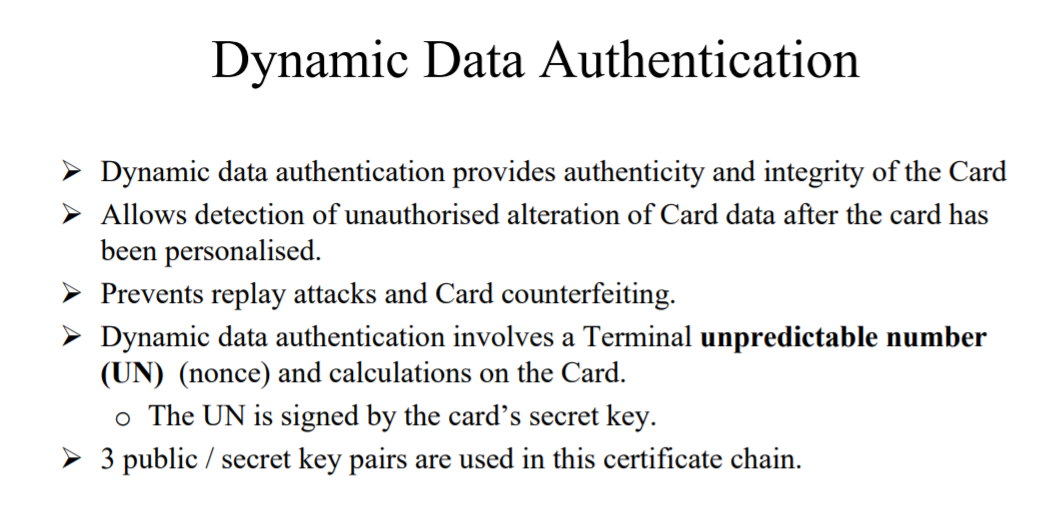 Dynamic Data Authentication
➢ Dynamic data authentication provides authenticity and integrity of the Card
➢ Allows detection of unauthorised alteration of Card data after the card has
been personalised.
➢ Prevents replay attacks and Card counterfeiting.
➢ Dynamic data authentication involves a Terminal unpredictable number
(UN) (nonce) and calculations on the Card.
o The UN is signed by the card’s secret key.
➢ 3 public / secret key pairs are used in this certificate chain.